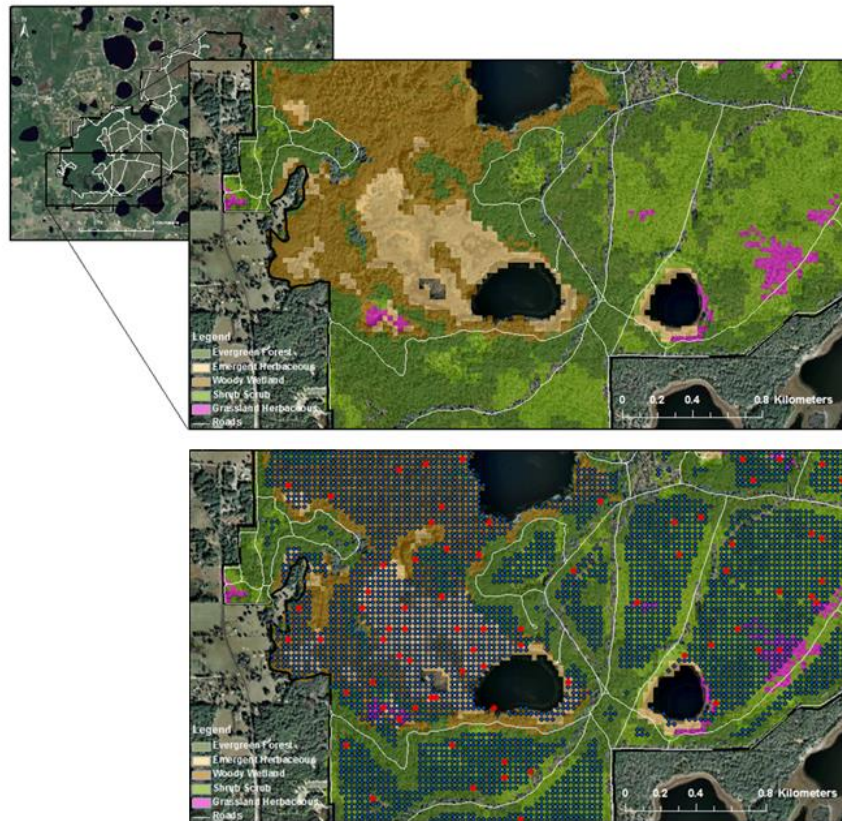 N
Legend
Evergreen Forest
Emergent Herbaceous
Woody Wetland
Shrub Scrub
Grassland Herbaceous
Roads
0 0.2 0.4 0.8 Kilometers
Legend
Evergreen Forest
Emergent Herbaceous
Woody Wetland
Shrub Scrub
Grassland Herbaceous
Roads
0 0.2 0.4 0.8 Kilometers